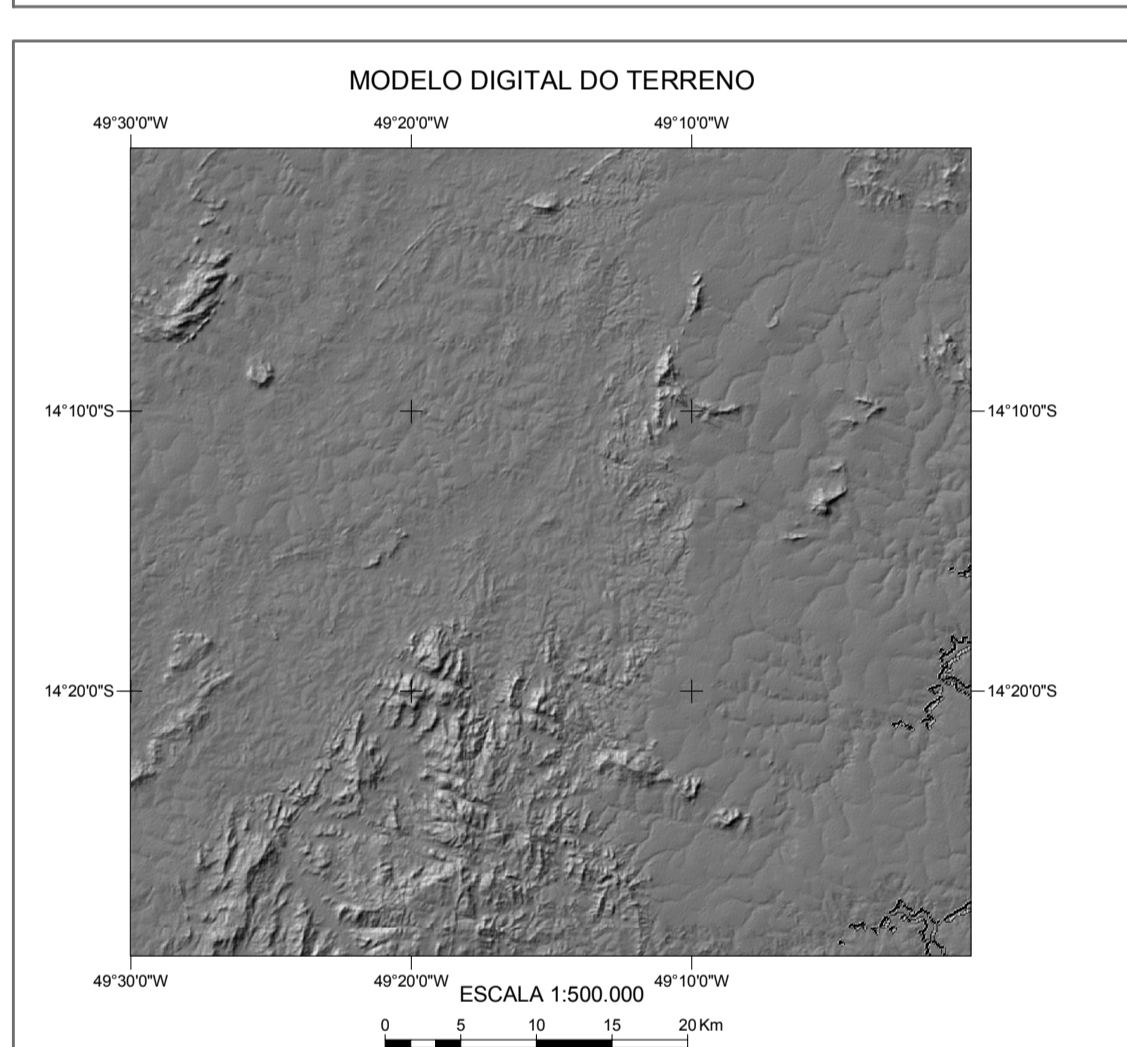 MODELO DIGITAL DO TERRENO
49°30'0"W 49°20'0"W 49°10'0"W
14°10'0"S 14°10'0"S
14°20'0"S 14°20'0"S
49°30'0"W 49°20'0"W 49°10'0"W
ESCALA 1:500.000
0 5 10 15 20 Km